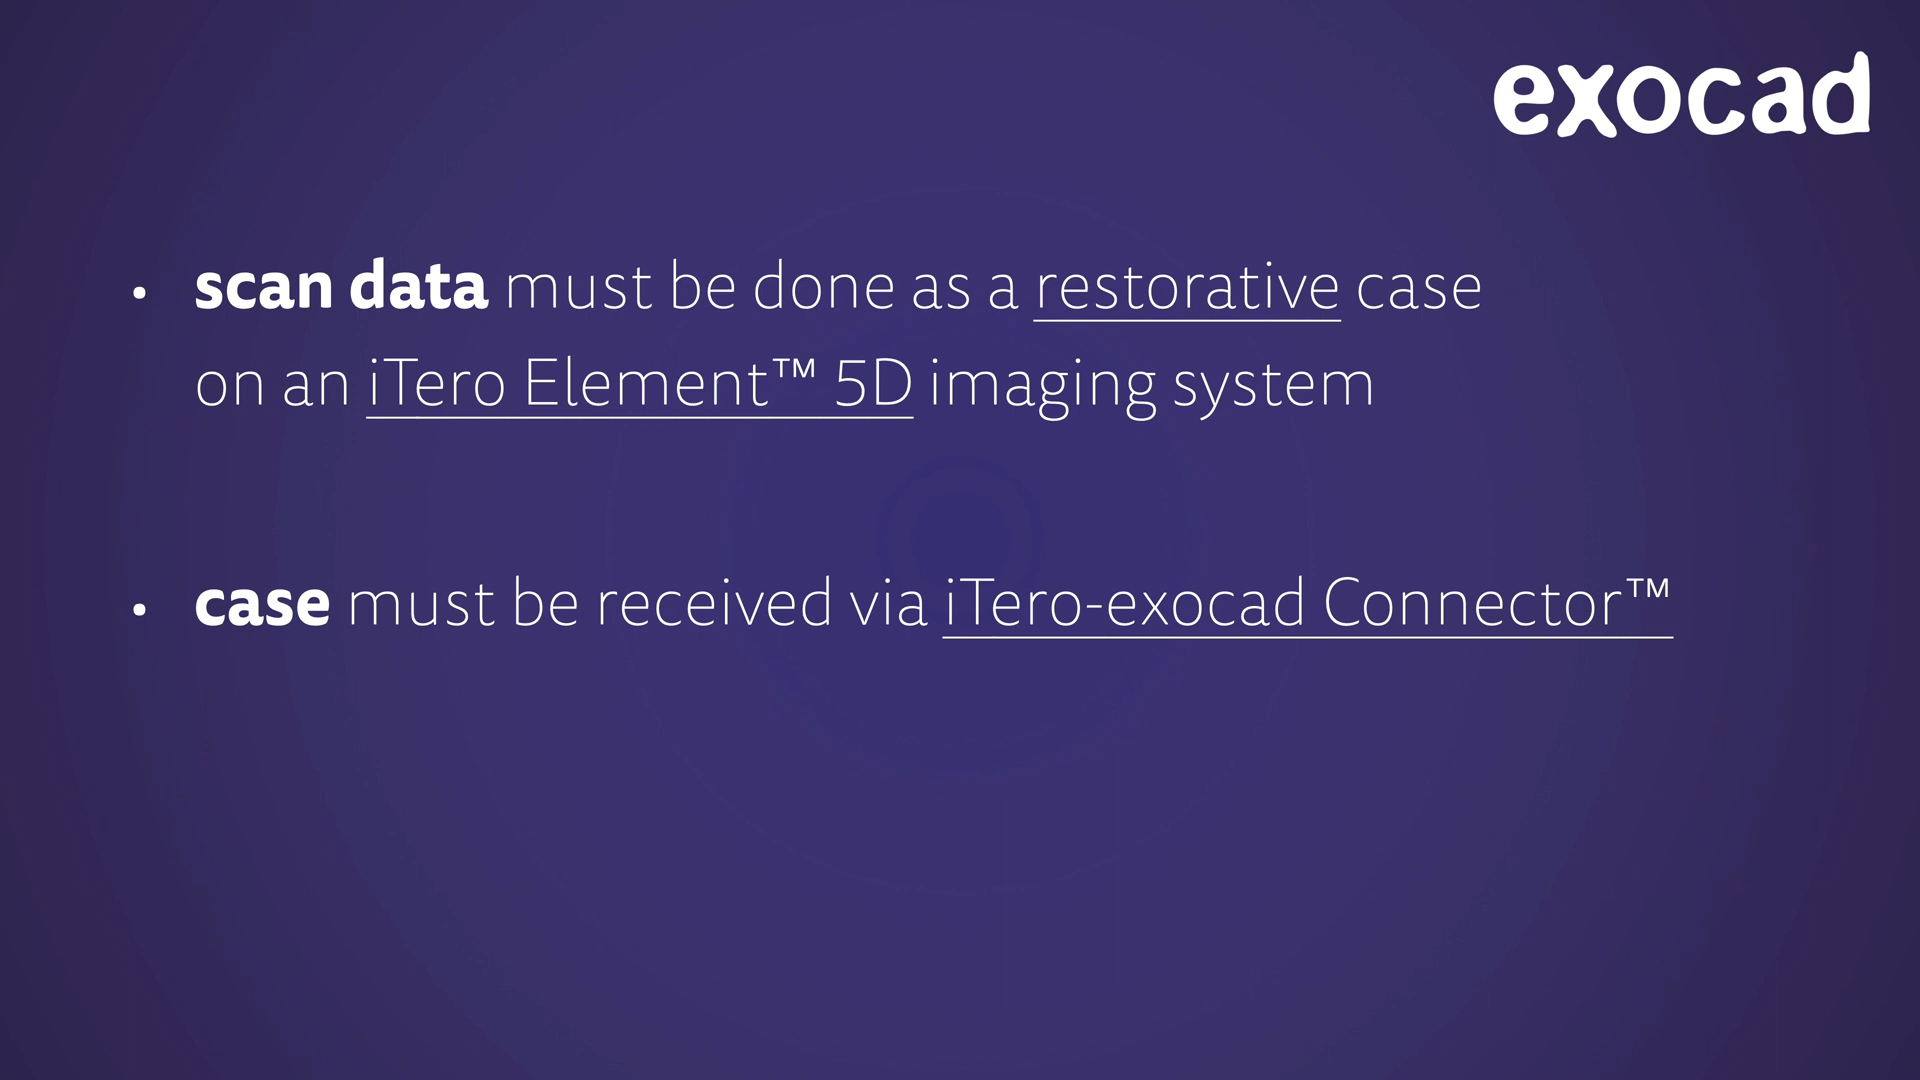 exocad
• scan data must be done as a restorative case
on an iTero Element™ 5D imaging system
• case must be received via iTero-exocad Connector™